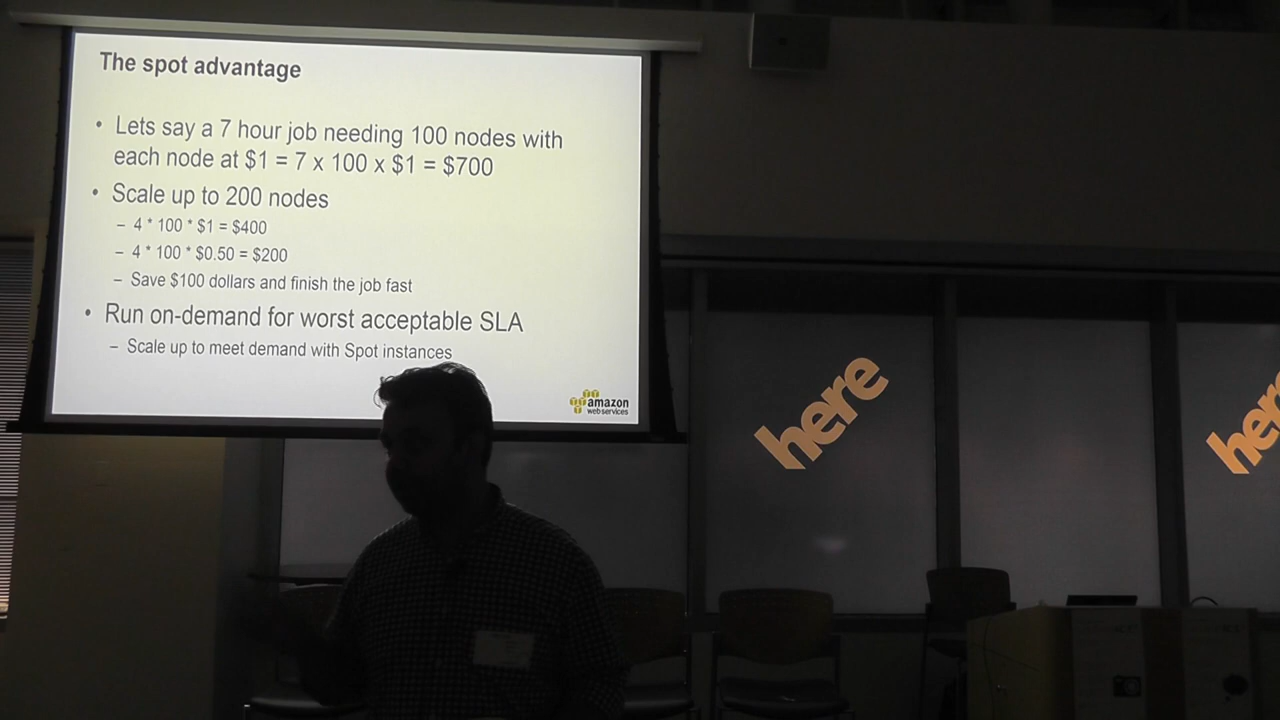 The spot advantage
• Lets say a 7 hour job needing 100 nodes with
each node at $1 = 7 x 100 x $1 = $700
• Scale up to 200 nodes
– 4 * 100 * $1 = $400
– 4 * 100 * $0.50 = $200
– Save $100 dollars and finish the job fast
• Run on-demand for worst acceptable SLA
– Scale up to meet demand with Spot instances
amazon
web services
here
here